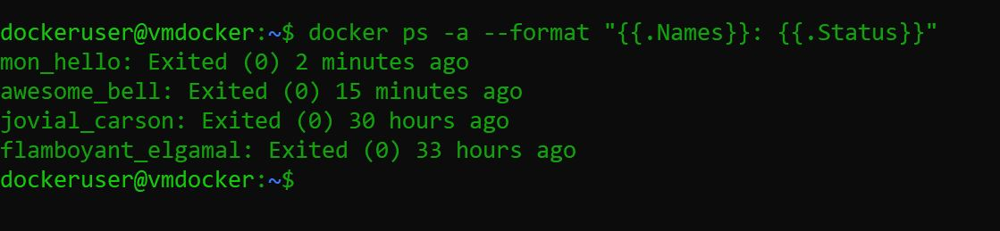 dockeruser@vmdocker:~$ docker ps -a --format "{{.Names}}: {{.Status}}"
mon_hello: Exited (0) 2 minutes ago
awesome_bell: Exited (0) 15 minutes ago
jovial_carson: Exited (0) 30 hours ago
flamboyant_elgamal: Exited (0) 33 hours ago
dockeruser@vmdocker:~$